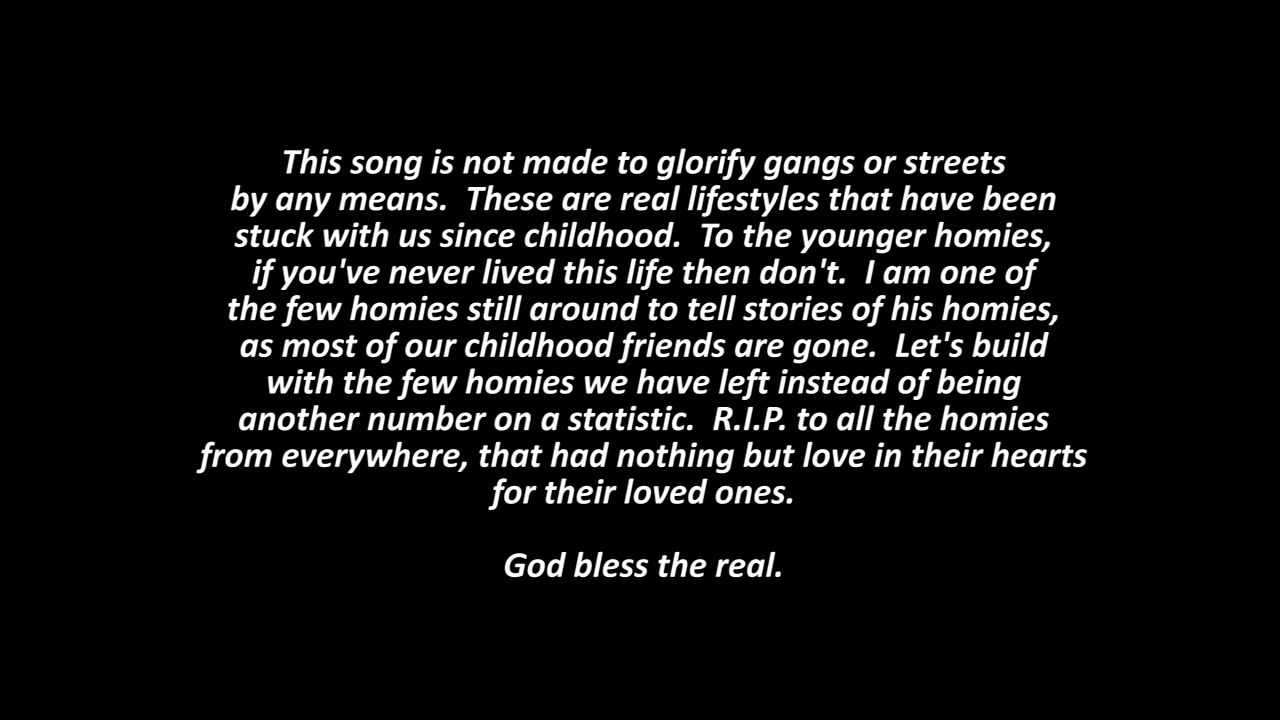 This song is not made to glorify gangs or streets
by any means.  These are real lifestyles that have been
stuck with us since childhood.  To the younger homies,
if you've never lived this life then don't.  I am one of
the few homies still around to tell stories of his homies,
as most of our childhood friends are gone.  Let's build
with the few homies we have left instead of being
another number on a statistic.  R.I.P. to all the homies
from everywhere, that had nothing but love in their hearts
for their loved ones.
God bless the real.